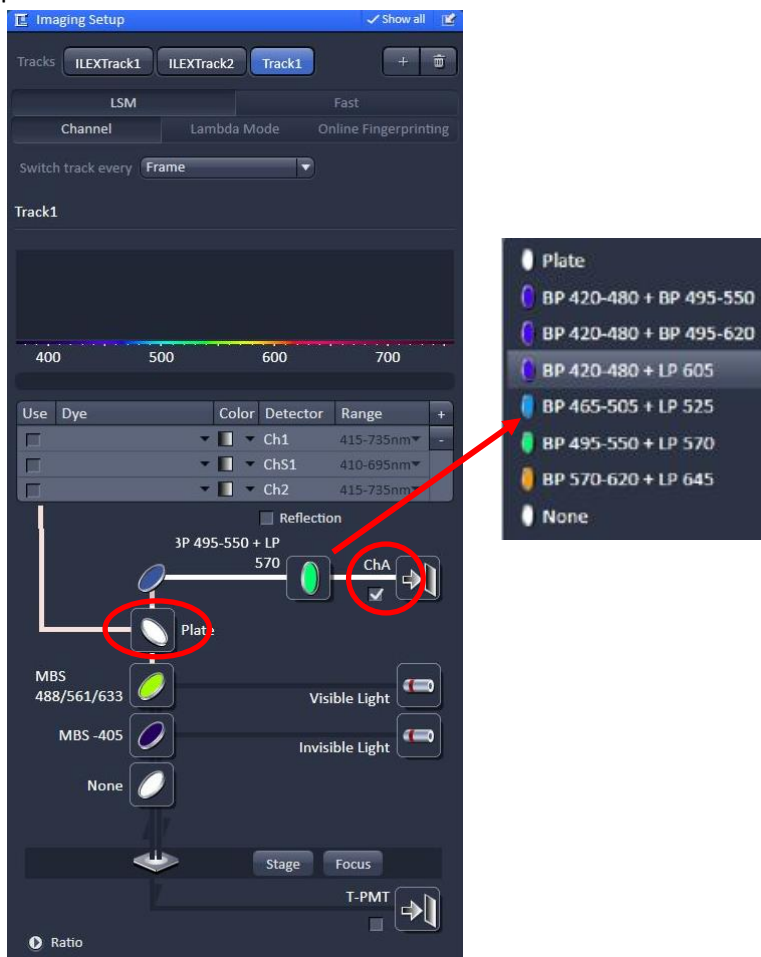 Imaging Setup
Show all
Tracks ILEXTrack1 ILEXTrack2 Track1 +
LSM Fast
Channel Lambda Mode Online Fingerprinting
Switch track every Frame
Track1
400 500 600 700
Use Dye Color Detector Range +
Ch1 415-735nm -
ChS1 410-695nm
Ch2 415-735nm
Reflection
BP 495-550 + LP
570
ChA
Plate
MBS
488/561/633
Visible Light
MBS -405
Invisible Light
None
Stage Focus
T-PMT
Ratio
Plate
BP 420-480 + BP 495-550
BP 420-480 + BP 495-620
BP 420-480 + LP 605
BP 465-505 + LP 525
BP 495-550 + LP 570
BP 570-620 + LP 645
None